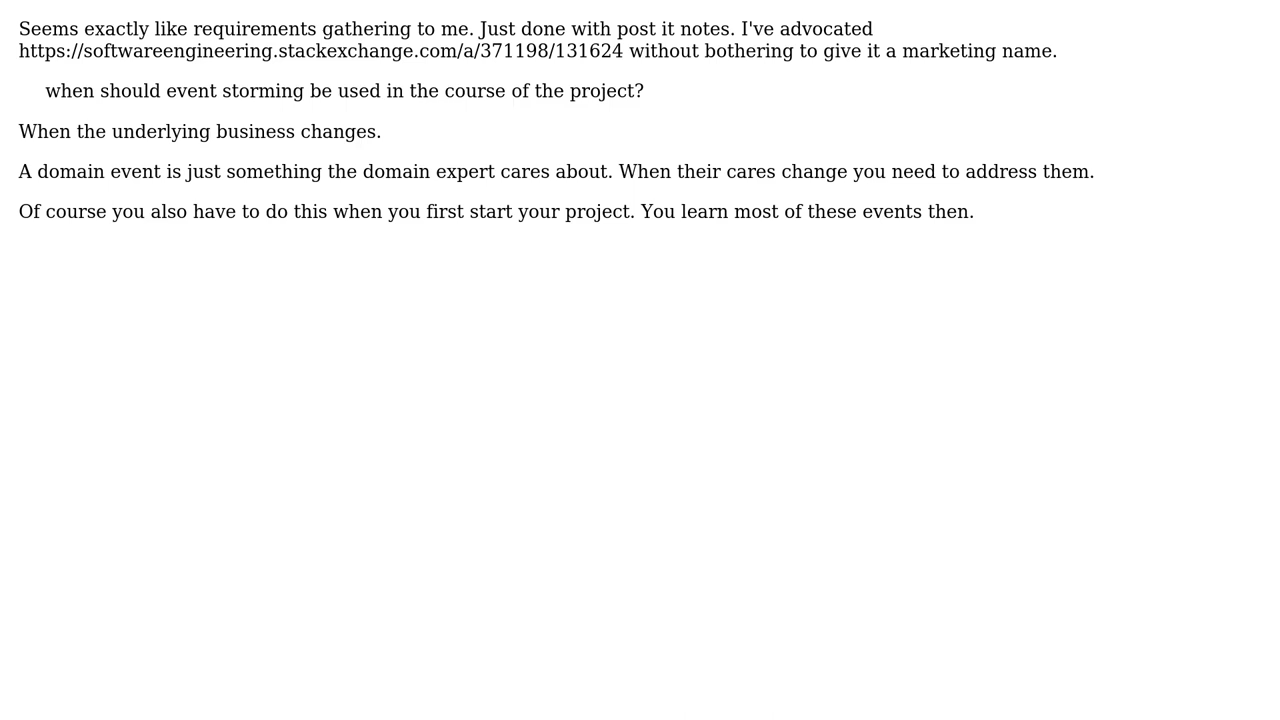 Seems exactly like requirements gathering to me. Just done with post it notes. I've advocated
https://softwareengineering.stackexchange.com/a/371198/131624 without bothering to give it a marketing name.
when should event storming be used in the course of the project?
When the underlying business changes.
A domain event is just something the domain expert cares about. When their cares change you need to address them.
Of course you also have to do this when you first start your project. You learn most of these events then.